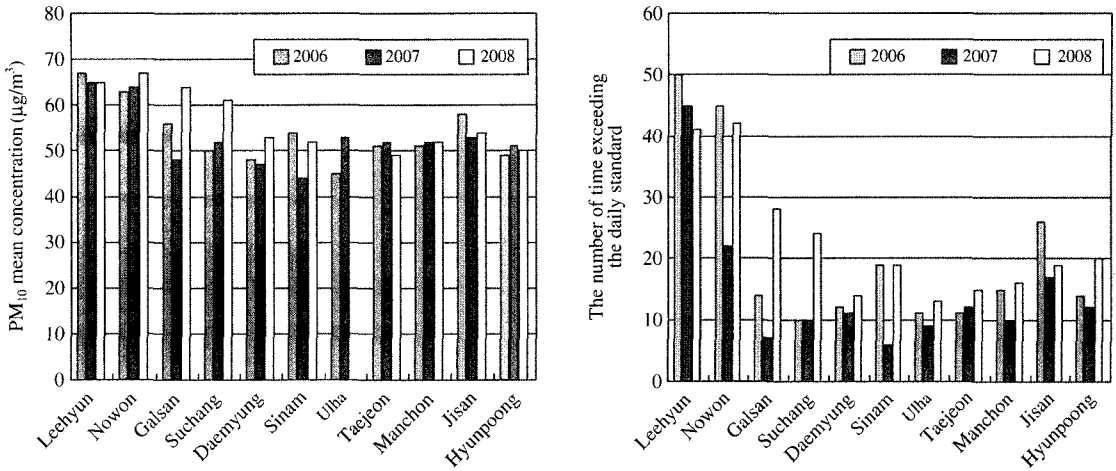 PM10 mean concentration (μg/m³)
80
70
60
50
40
30
20
10
0
2006 2007 2008
Leehyun
Nowon
Galsan
Suchang
Daemyung
Sinam
Ulha
Taejeon
Manchon
Jisan
Hyunpoong
The number of time exceeding
the daily standard
60
50
40
30
20
10
0
2006 2007 2008
Leehyun
Nowon
Galsan
Suchang
Daemyung
Sinam
Ulha
Taejeon
Manchon
Jisan
Hyunpoong